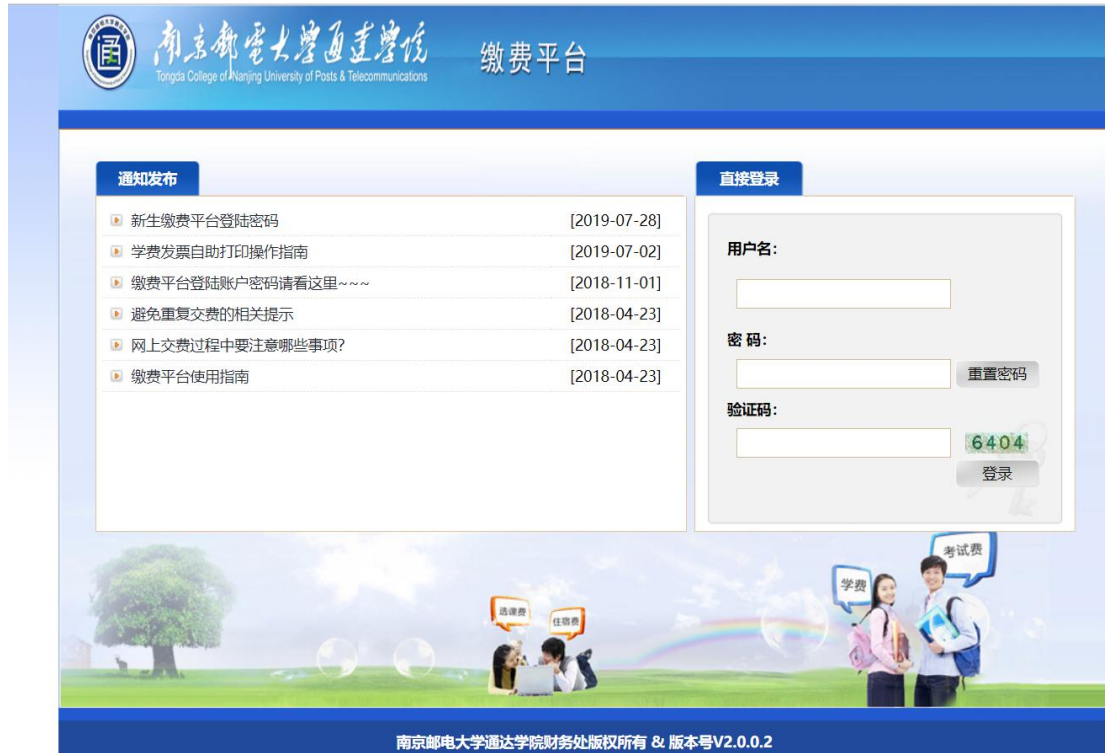 南京邮电大学通达学院
Tongda College of Nanjing University of Posts & Telecommunications
缴费平台
通知发布
新生缴费平台登陆密码 [2019-07-28]
学费发票自助打印操作指南 [2019-07-02]
缴费平台登陆账户密码请看这里~~~ [2018-11-01]
避免重复交费的相关提示 [2018-04-23]
网上交费过程中要注意哪些事项? [2018-04-23]
缴费平台使用指南 [2018-04-23]
直接登录
用户名:
密 码:
重置密码
验证码:
6404
登录
选课费
住宿费
学费
考试费
南京邮电大学通达学院财务处版权所有 & 版本号V2.0.0.2